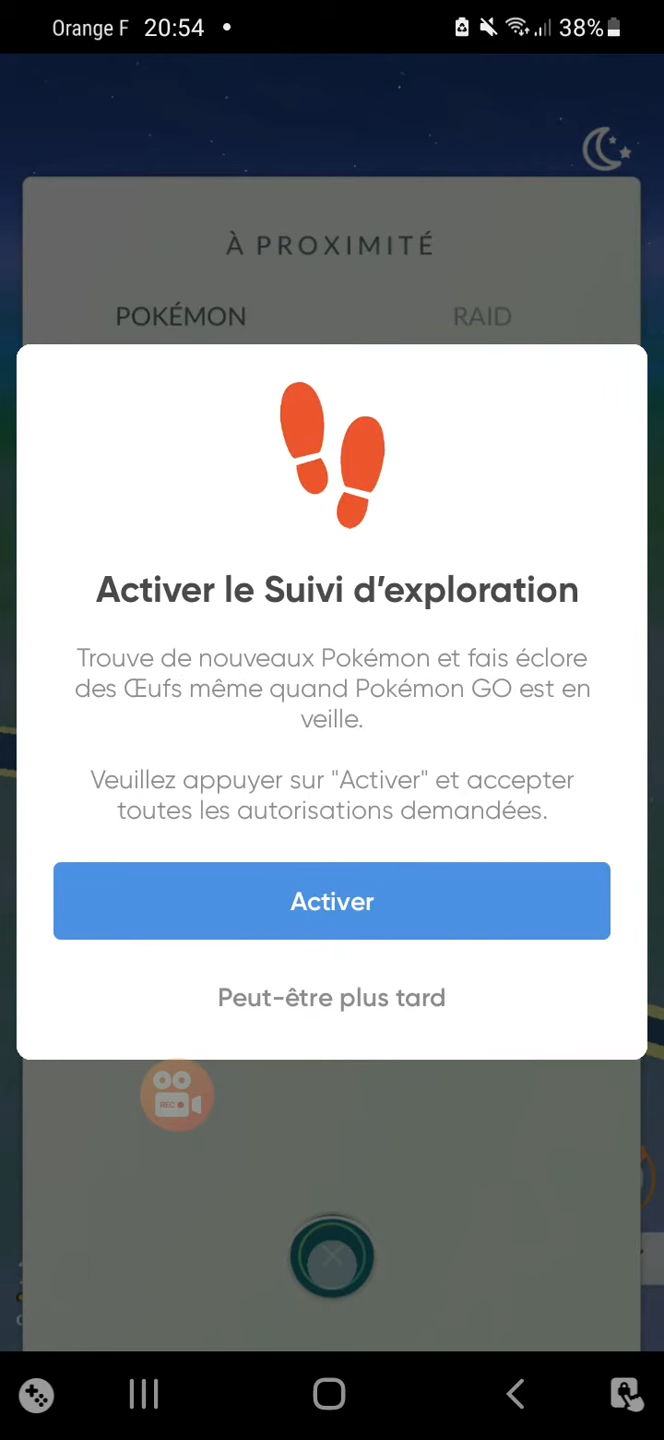 Orange F 20:54
38%
À PROXIMITÉ
POKÉMON
RAID
Activer le Suivi d’exploration
Trouve de nouveaux Pokémon et fais éclore
des Œufs même quand Pokémon GO est en
veille.
Veuillez appuyer sur "Activer" et accepter
toutes les autorisations demandées.
Activer
Peut-être plus tard
REC